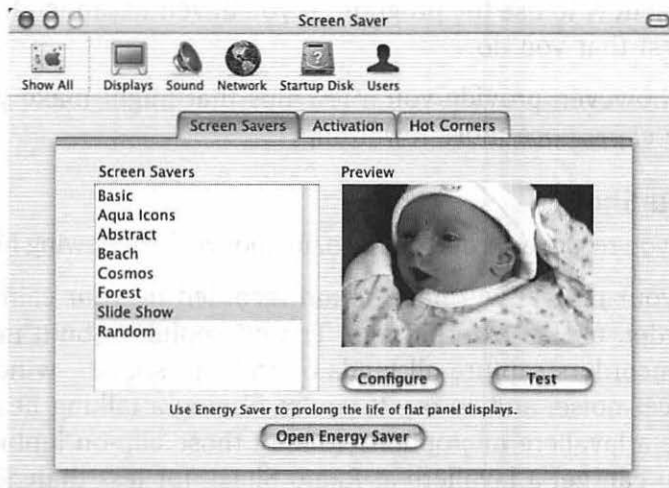 Screen Saver
Show All Displays Sound Network Startup Disk Users
Screen Savers Activation Hot Corners
Screen Savers
Preview
Basic
Aqua Icons
Abstract
Beach
Cosmos
Forest
Slide Show
Random
Configure Test
Use Energy Saver to prolong the life of flat panel displays.
Open Energy Saver